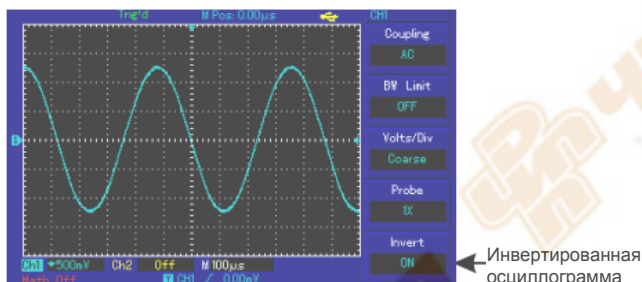 Trig'd M Pos: 0.00μs CH1
Coupling
AC
BW Limit
OFF
Volts/Div
Coarse
Probe
1X
Invert
ON
Инвертированная
осциллограмма
Ch1 500mV Ch2 Off M 100μs
Math Off CH1 0.00mV